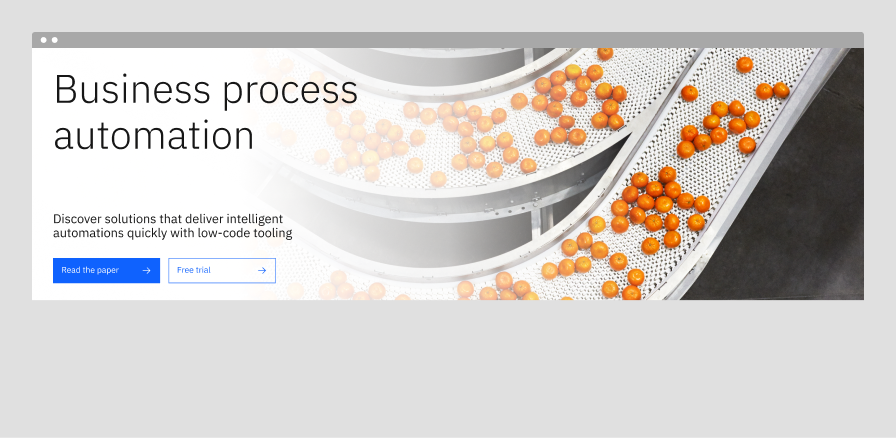 Business process
automation
Discover solutions that deliver intelligent
automations quickly with low-code tooling
Read the paper
Free trial